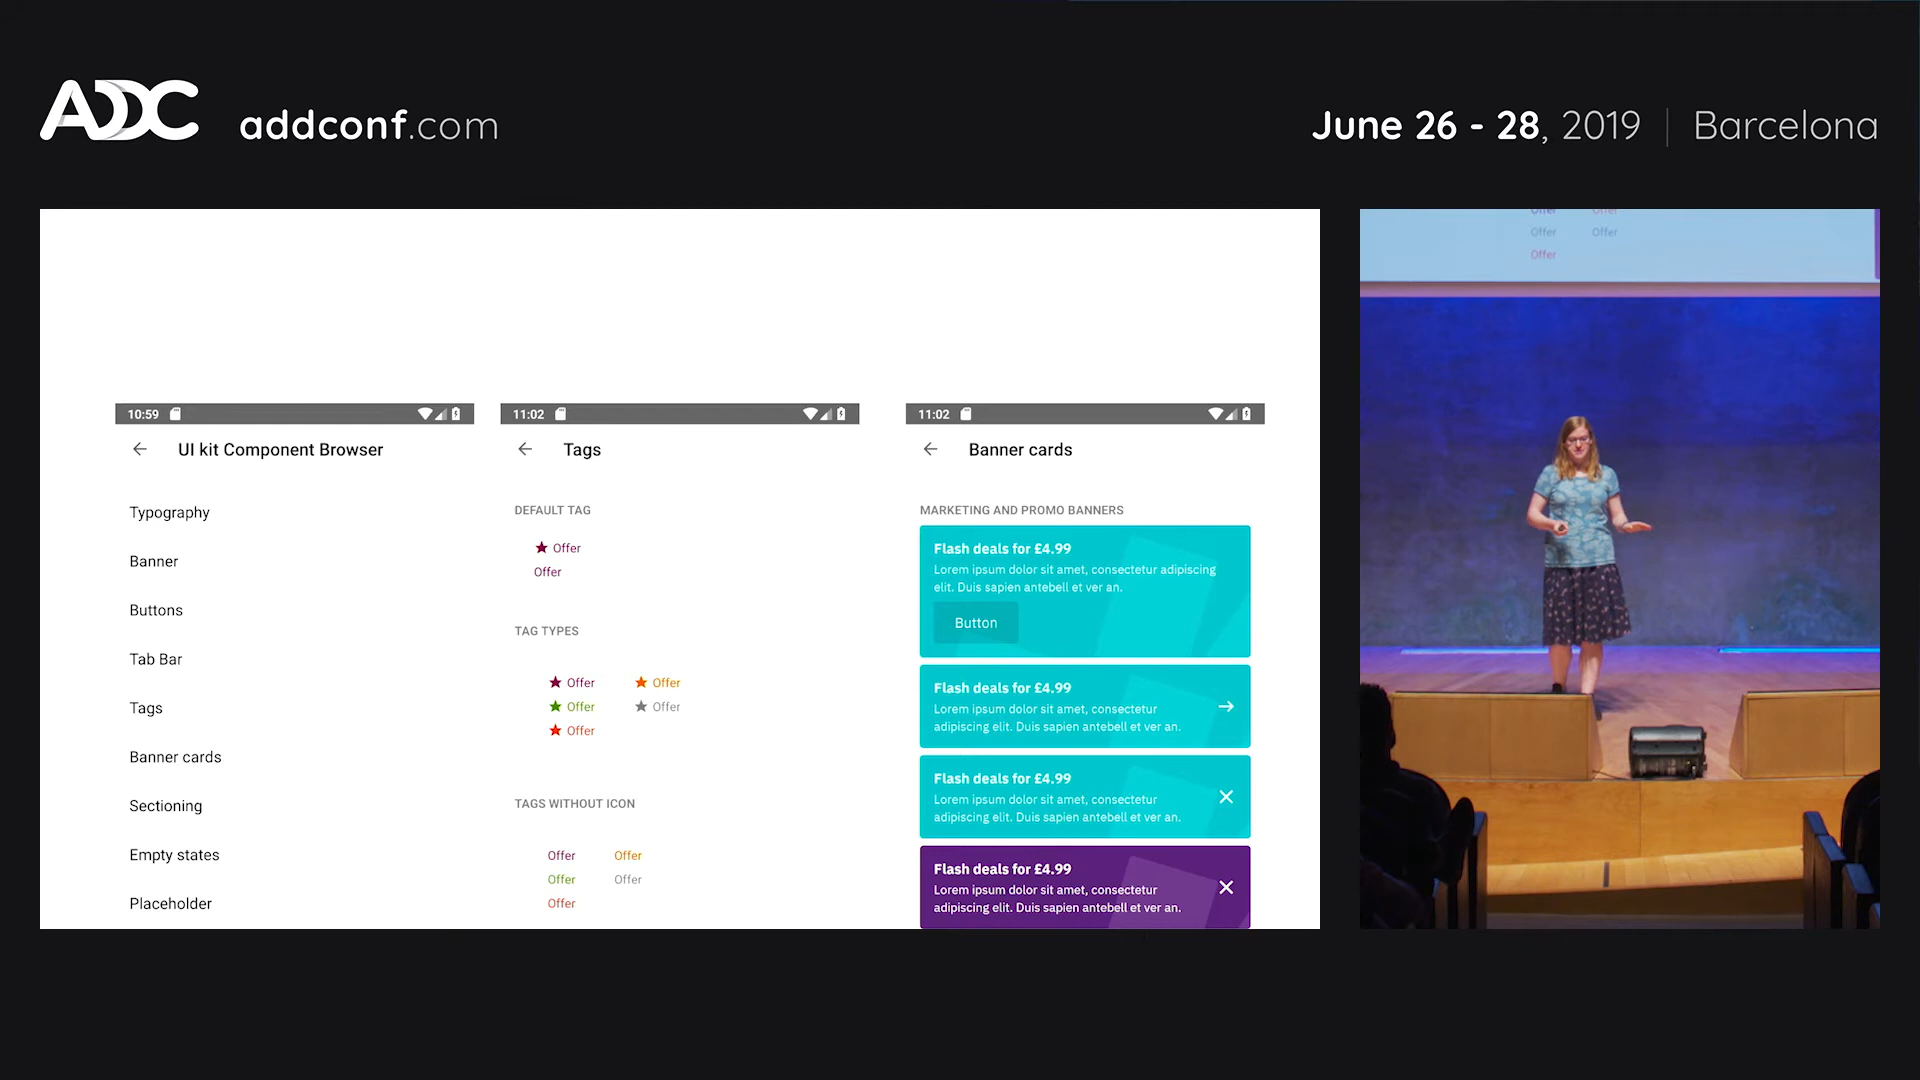 ADDC
addconf.com
June 26 - 28, 2019 | Barcelona
10:59
UI kit Component Browser
Typography
Banner
Buttons
Tab Bar
Tags
Banner cards
Sectioning
Empty states
Placeholder
11:02
Tags
DEFAULT TAG
Offer
Offer
TAG TYPES
Offer Offer
Offer Offer
Offer
TAGS WITHOUT ICON
Offer Offer
Offer Offer
Offer
11:02
Banner cards
MARKETING AND PROMO BANNERS
Flash deals for £4.99
Lorem ipsum dolor sit amet, consectetur adipiscing
elit. Duis sapien antebell et ver an.
Button
Flash deals for £4.99
Lorem ipsum dolor sit amet, consectetur
adipiscing elit. Duis sapien antebell et ver an.
Flash deals for £4.99
Lorem ipsum dolor sit amet, consectetur
adipiscing elit. Duis sapien antebell et ver an.
Flash deals for £4.99
Lorem ipsum dolor sit amet, consectetur
adipiscing elit. Duis sapien antebell et ver an.
Offer Offer
Offer Offer
Offer